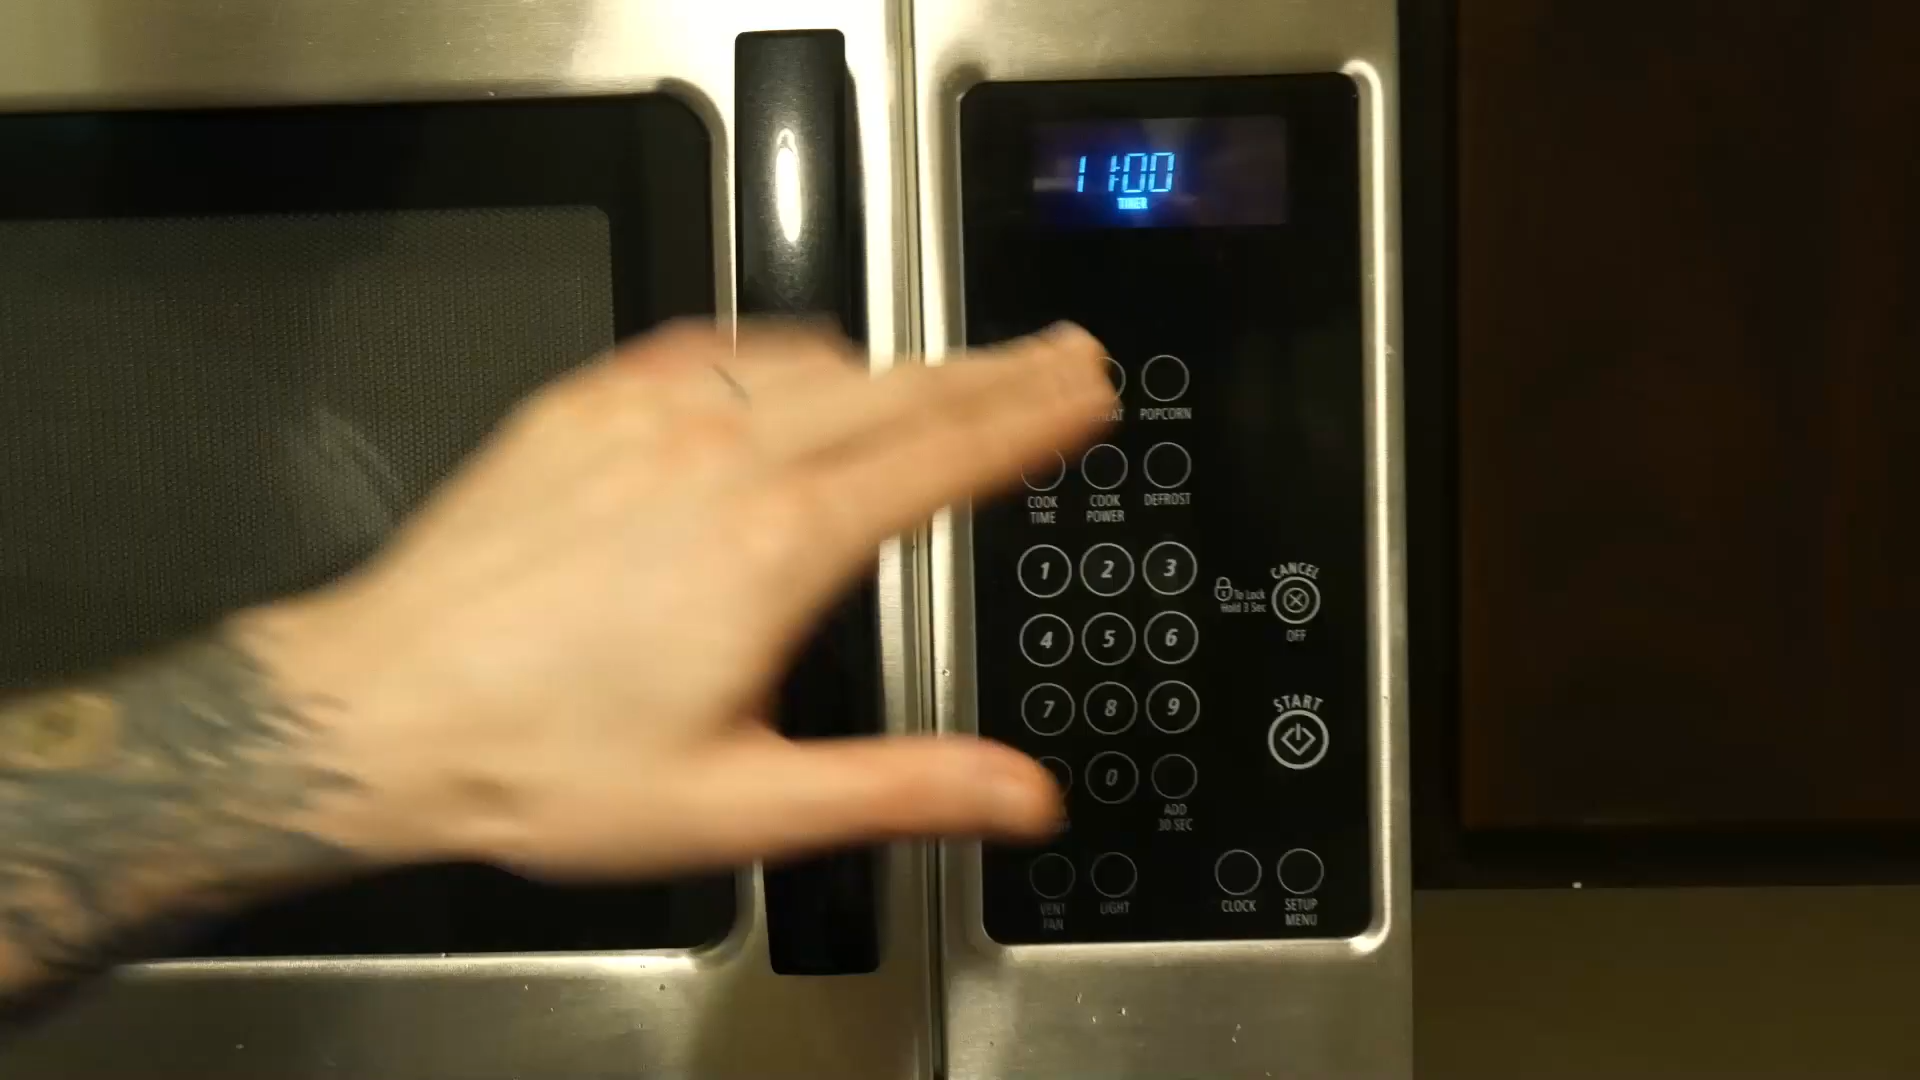 11:00
TIMER
POPCORN
COOK TIME
COOK POWER
DEFROST
1 2 3
CANCEL
To Lock
Hold 3 Sec
OFF
4 5 6
7 8 9
START
0
ADD
30 SEC
VENT FAN
LIGHT
CLOCK
SETUP MENU